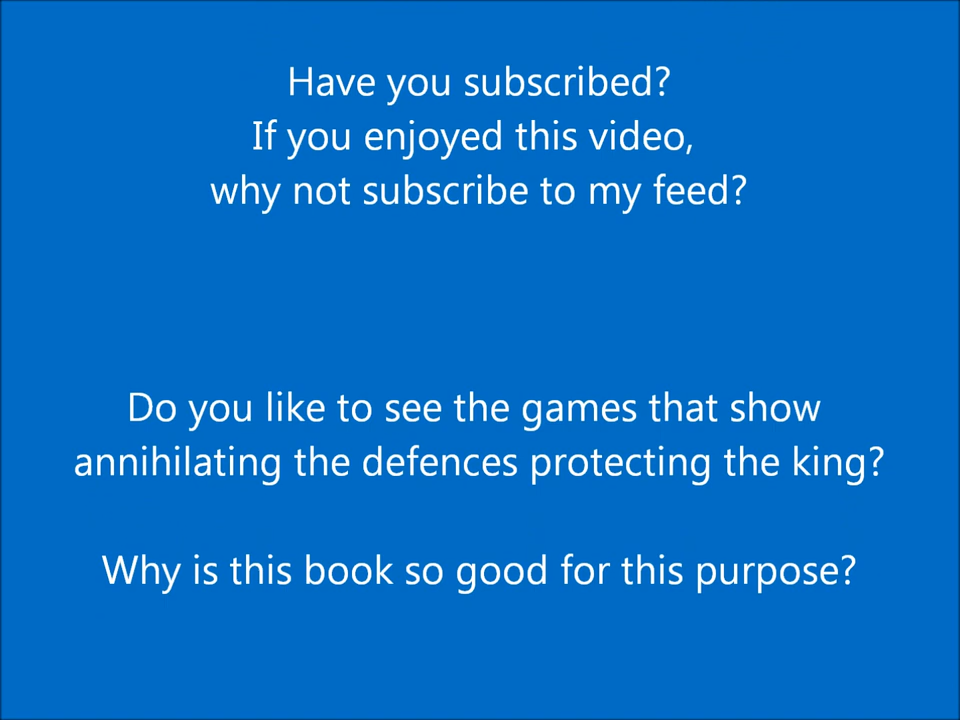 Have you subscribed?
If you enjoyed this video,
why not subscribe to my feed?
Do you like to see the games that show
annihilating the defences protecting the king?
Why is this book so good for this purpose?